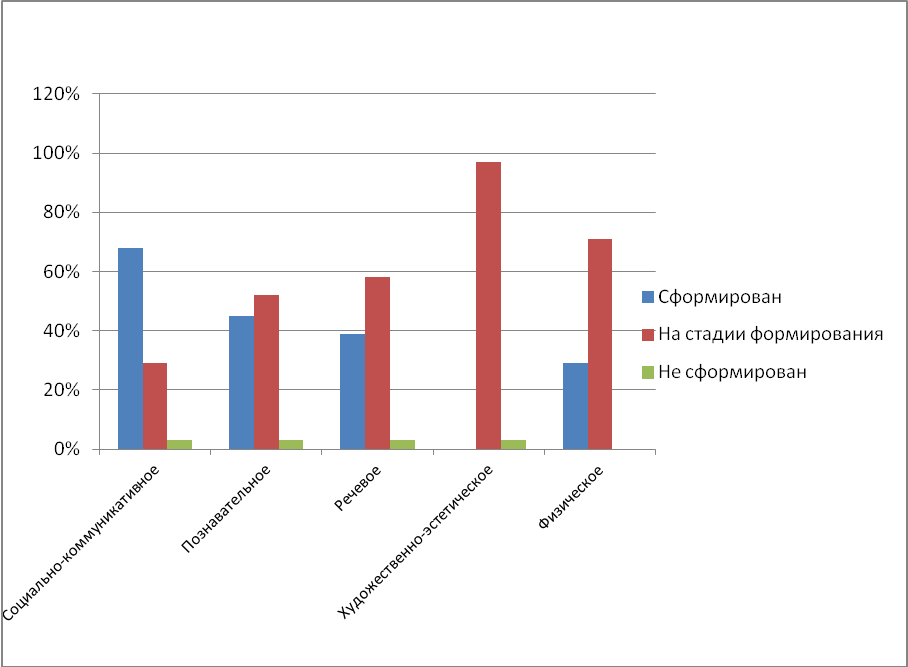 120%
100%
80%
60%
40%
20%
0%
Социально-коммуникативное
Познавательное
Речевое
Художественно-эстетическое
Физическое
Сформирован
На стадии формирования
Не сформирован